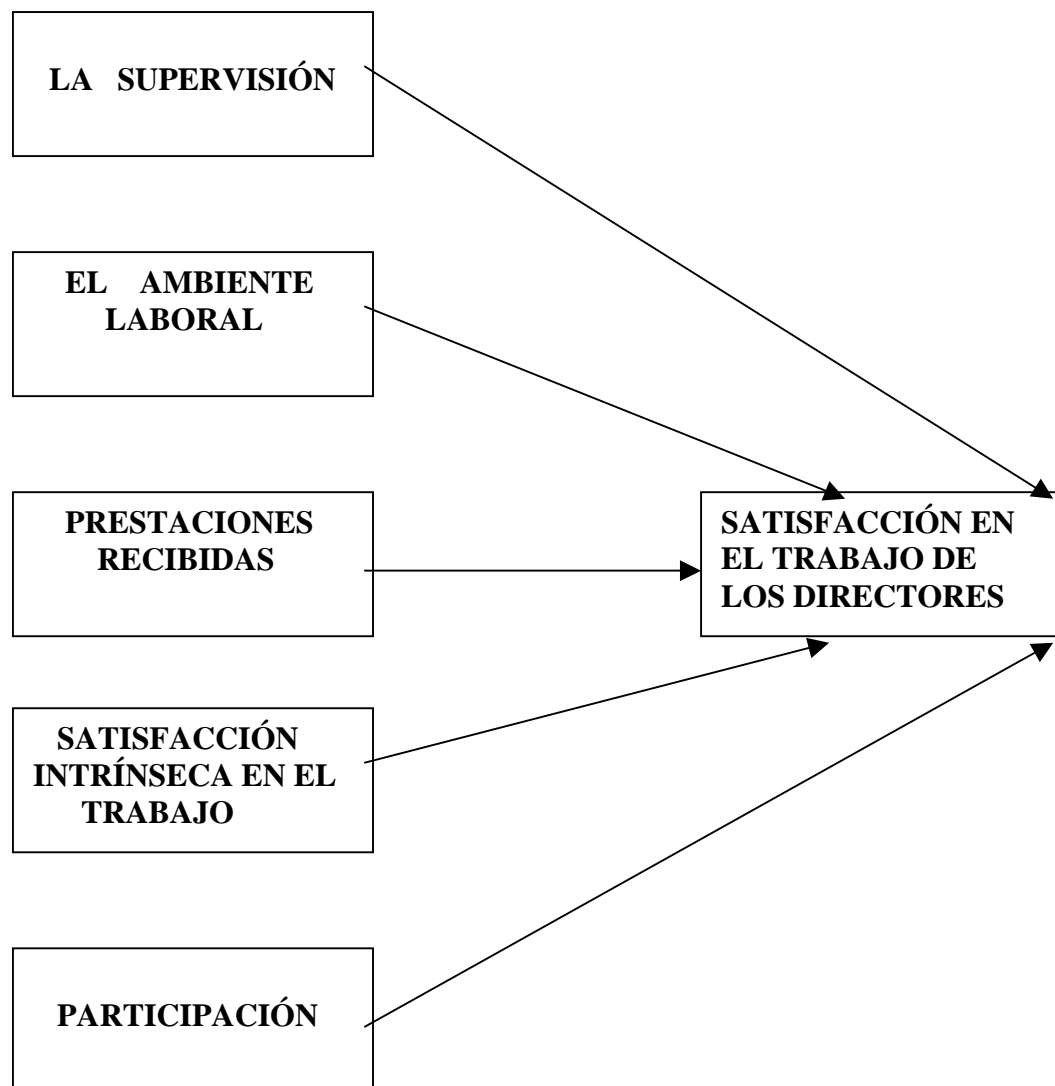 LA SUPERVISIÓN
EL AMBIENTE
LABORAL
PRESTACIONES
RECIBIDAS
SATISFACCIÓN EN
EL TRABAJO DE
LOS DIRECTORES
SATISFACCIÓN
INTRÍNSECA EN EL
TRABAJO
PARTICIPACIÓN